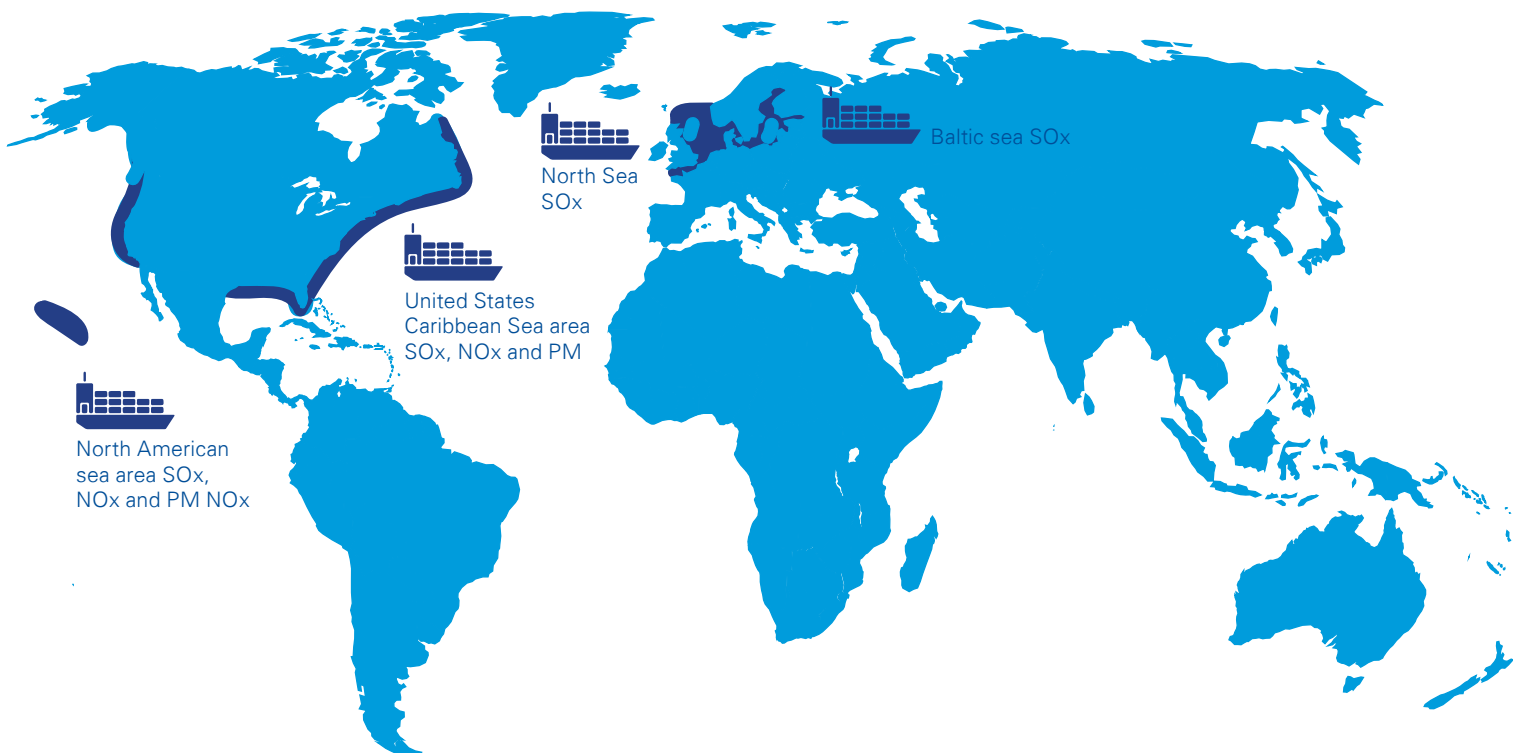 Baltic sea SOx
North Sea
SOx
United States
Caribbean Sea area
SOx, NOx and PM
North American
sea area SOx,
NOx and PM NOx